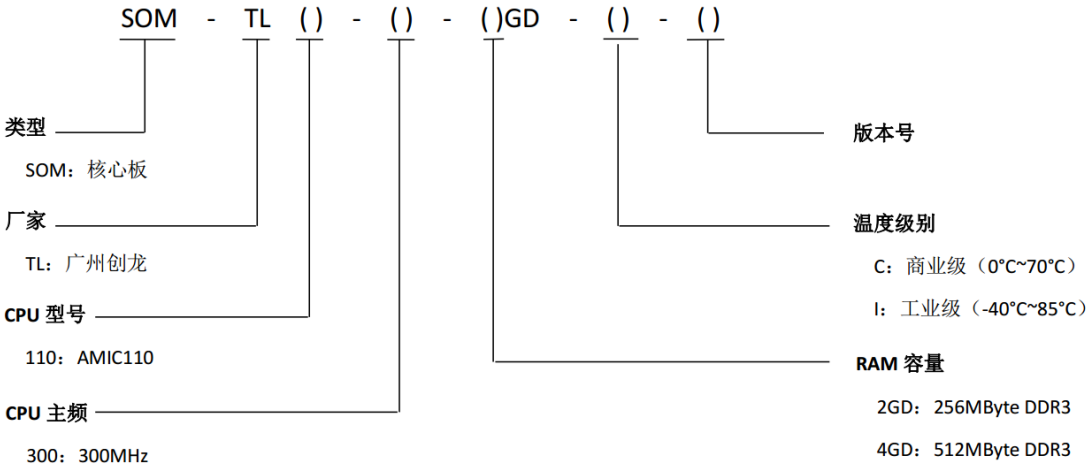 SOM - TL ( ) - ( ) - ( )GD - ( ) - ( )
类型
SOM：核心板
厂家
TL：广州创龙
CPU 型号
110：AMIC110
CPU 主频
300：300MHz
版本号
温度级别
C：商业级（0°C~70°C）
I：工业级（-40°C~85°C）
RAM 容量
2GD：256MByte DDR3
4GD：512MByte DDR3